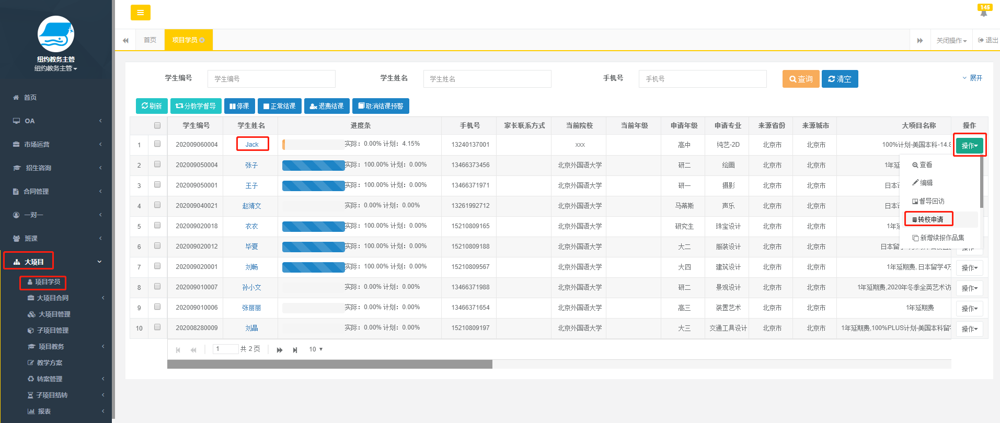 145
首页
项目学员
关闭操作
退出
纽约教务主管
纽约教务主管
首页
OA
市场运营
招生咨询
合同管理
一对一
班课
大项目
项目学员
大项目合同
大项目管理
子项目管理
项目教务
教学方案
转案管理
子项目结转
报表
学生编号 学生编号 学生姓名 学生姓名 手机号 手机号 查询 清空 展开
刷新 分教学督导 停课 正常结课 退费结课 取消结课预警
学生编号 学生姓名 进度条 手机号 家长联系方式 当前院校 当前年级 申请年级 申请专业 来源省份 来源城市 大项目名称 操作
1 202009060004 Jack 实际：0.00% 计划：4.15% 13240137001 xxx 高中 纯艺-2D 北京市 北京市 100%计划-美国本科-14.8 操作
2 202009050004 张子 实际：100.00% 计划：0.00% 13466373456 北京外国语大学 研二 绘画 北京市 北京市 1年延
3 202009050001 王子 实际：100.00% 计划：0.00% 13466371971 北京外国语大学 研一 摄影 北京市 北京市 日本
4 202009040021 赵靖文 实际：0.00% 计划：0.00% 13261992712 北京外国语大学 马蒂斯 声乐 北京市 北京市 日本
5 202009020018 衣衣 实际：100.00% 计划：0.00% 15210809165 北京外国语大学 研究生 珠宝设计 北京市 北京市 1年
6 202009020012 毕夏 实际：100.00% 计划：0.00% 15210809188 北京外国语大学 大二 服装设计 北京市 北京市 日本留学 操作
7 202009020001 刘畅 实际：100.00% 计划：0.00% 15210809567 北京外国语大学 大四 建筑设计 北京市 北京市 1年延期费, 日本留学4万 操作
8 202009010007 孙小文 实际：0.00% 计划：0.00% 13466371988 北京外国语大学 研二 景观设计 北京市 北京市 1年延期费,2020年冬季全英艺术访 操作
9 202009010006 张丽丽 实际：0.00% 计划：0.00% 13466371654 北京外国语大学 高三 装置艺术 北京市 北京市 1年延期费 操作
10 202008280009 刘晶 实际：0.00% 计划：0.00% 15210809197 北京外国语大学 大三 交通工具设计 北京市 北京市 1年延期费,100%PLUS计划-美国本科留学 操作
查看
编辑
督导回访
转校申请
新增续报作品集
1 共 2 页 10